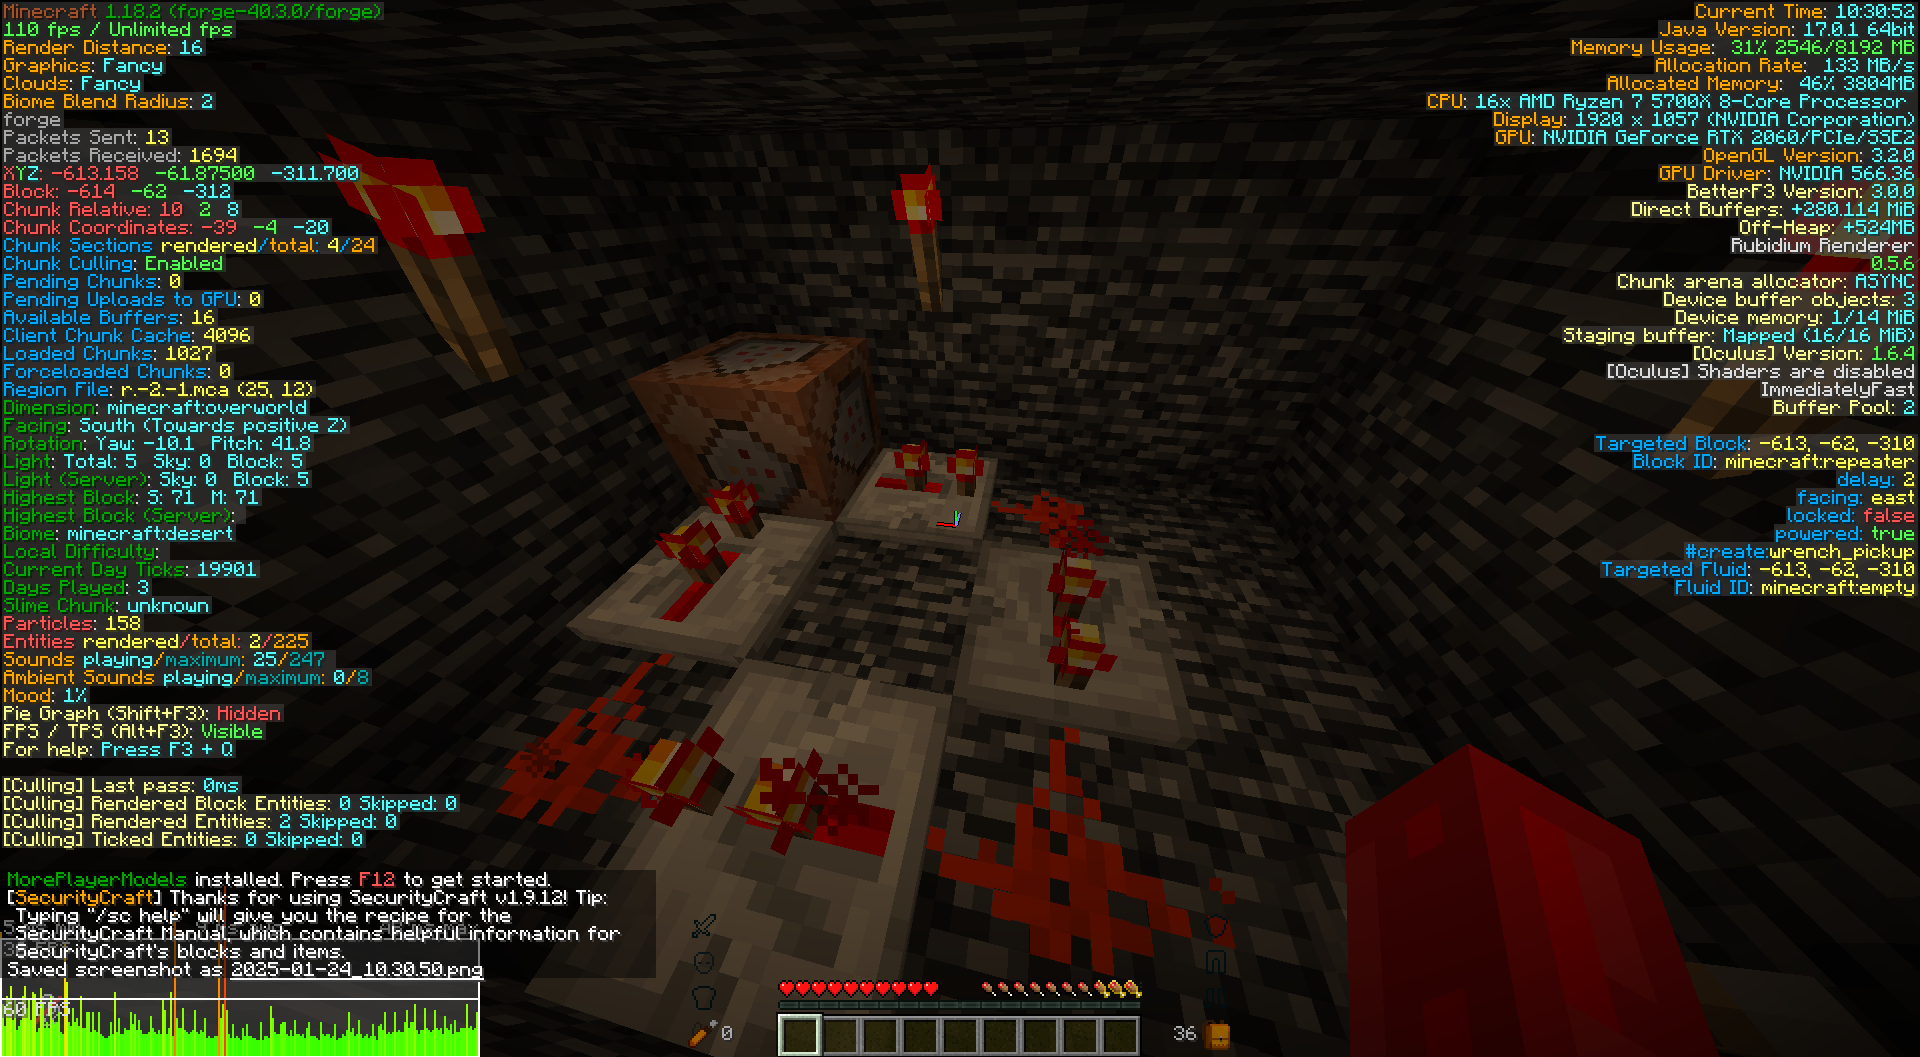 Minecraft 1.18.2 (forge-40.3.0/forge)
110 fps / Unlimited fps
Render Distance: 16
Graphics: Fancy
Clouds: Fancy
Biome Blend Radius: 2
forge
Packets Sent: 13
Packets Received: 1694
XYZ: -613.158 -61.87500 -311.700
Block: -614 -62 -312
Chunk Relative: 10 2 8
Chunk Coordinates: -39 -4 -20
Chunk Sections rendered/total: 4/24
Chunk Culling: Enabled
Pending Chunks: 0
Pending Uploads to GPU: 0
Available Buffers: 16
Client Chunk Cache: 4096
Loaded Chunks: 1027
Forceloaded Chunks: 0
Region File: r.-2.-1.mca (25, 12)
Dimension: minecraft:overworld
Facing: South (Towards positive Z)
Rotation: Yaw: -10.1 Pitch: 41.8
Light: Total: 5 Sky: 0 Block: 5
Light (Server): Sky: 0 Block: 5
Highest Block: S: 71 M: 71
Highest Block (Server):
Biome: minecraft:desert
Local Difficulty:
Current Day Ticks: 19901
Days Played: 3
Slime Chunk: unknown
Particles: 158
Entities rendered/total: 2/225
Sounds playing/maximum: 25/247
Ambient Sounds playing/maximum: 0/8
Mood: 1%
Pie Graph (Shift+F3): Hidden
FPS / TPS (Alt+F3): Visible
For help: Press F3 + Q
[Culling] Last pass: 0ms
[Culling] Rendered Block Entities: 0 Skipped: 0
[Culling] Rendered Entities: 2 Skipped: 0
[Culling] Ticked Entities: 0 Skipped: 0
MorePlayerModels installed. Press F12 to get started.
[SecurityCraft] Thanks for using SecurityCraft v1.9.12! Tip:
Typing "/sc help" will give you the recipe for the
SecurityCraft Manual, which contains helpful information for
SecurityCraft's blocks and items.
Saved screenshot as 2025-01-24_10.30.50.png
60 FPS
Current Time: 10:30:52
Java Version: 17.0.1 64bit
Memory Usage: 31% 2546/8192 MB
Allocation Rate: 133 MB/s
Allocated Memory: 46% 3804MB
CPU: 16x AMD Ryzen 7 5700X 8-Core Processor
Display: 1920 x 1057 (NVIDIA Corporation)
GPU: NVIDIA GeForce RTX 2060/PCIe/SSE2
OpenGL Version: 3.2.0
GPU Driver: NVIDIA 566.36
BetterF3 Version: 3.0.0
Direct Buffers: +280.114 MiB
Off-Heap: +524MB
Rubidium Renderer
0.5.6
Chunk arena allocator: ASYNC
Device buffer objects: 3
Device memory: 1/14 MiB
Staging buffer: Mapped (16/16 MiB)
[Oculus] Version: 1.6.4
[Oculus] Shaders are disabled
ImmediatelyFast
Buffer Pool: 2
Targeted Block: -613, -62, -310
Block ID: minecraft:repeater
delay: 2
facing: east
locked: false
powered: true
#create:wrench_pickup
Targeted Fluid: -613, -62, -310
Fluid ID: minecraft:empty
0
36